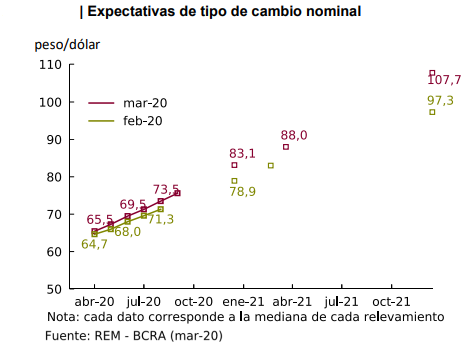 | Expectativas de tipo de cambio nominal
peso/dólar
110
100
90
80
70
60
50
mar-20
feb-20
107,7
97,3
88,0
83,1
78,9
73,5
69,5
65,5
71,3
68,0
64,7
abr-20 jul-20 oct-20 ene-21 abr-21 jul-21 oct-21
Nota: cada dato corresponde a la mediana de cada relevamiento
Fuente: REM - BCRA (mar-20)